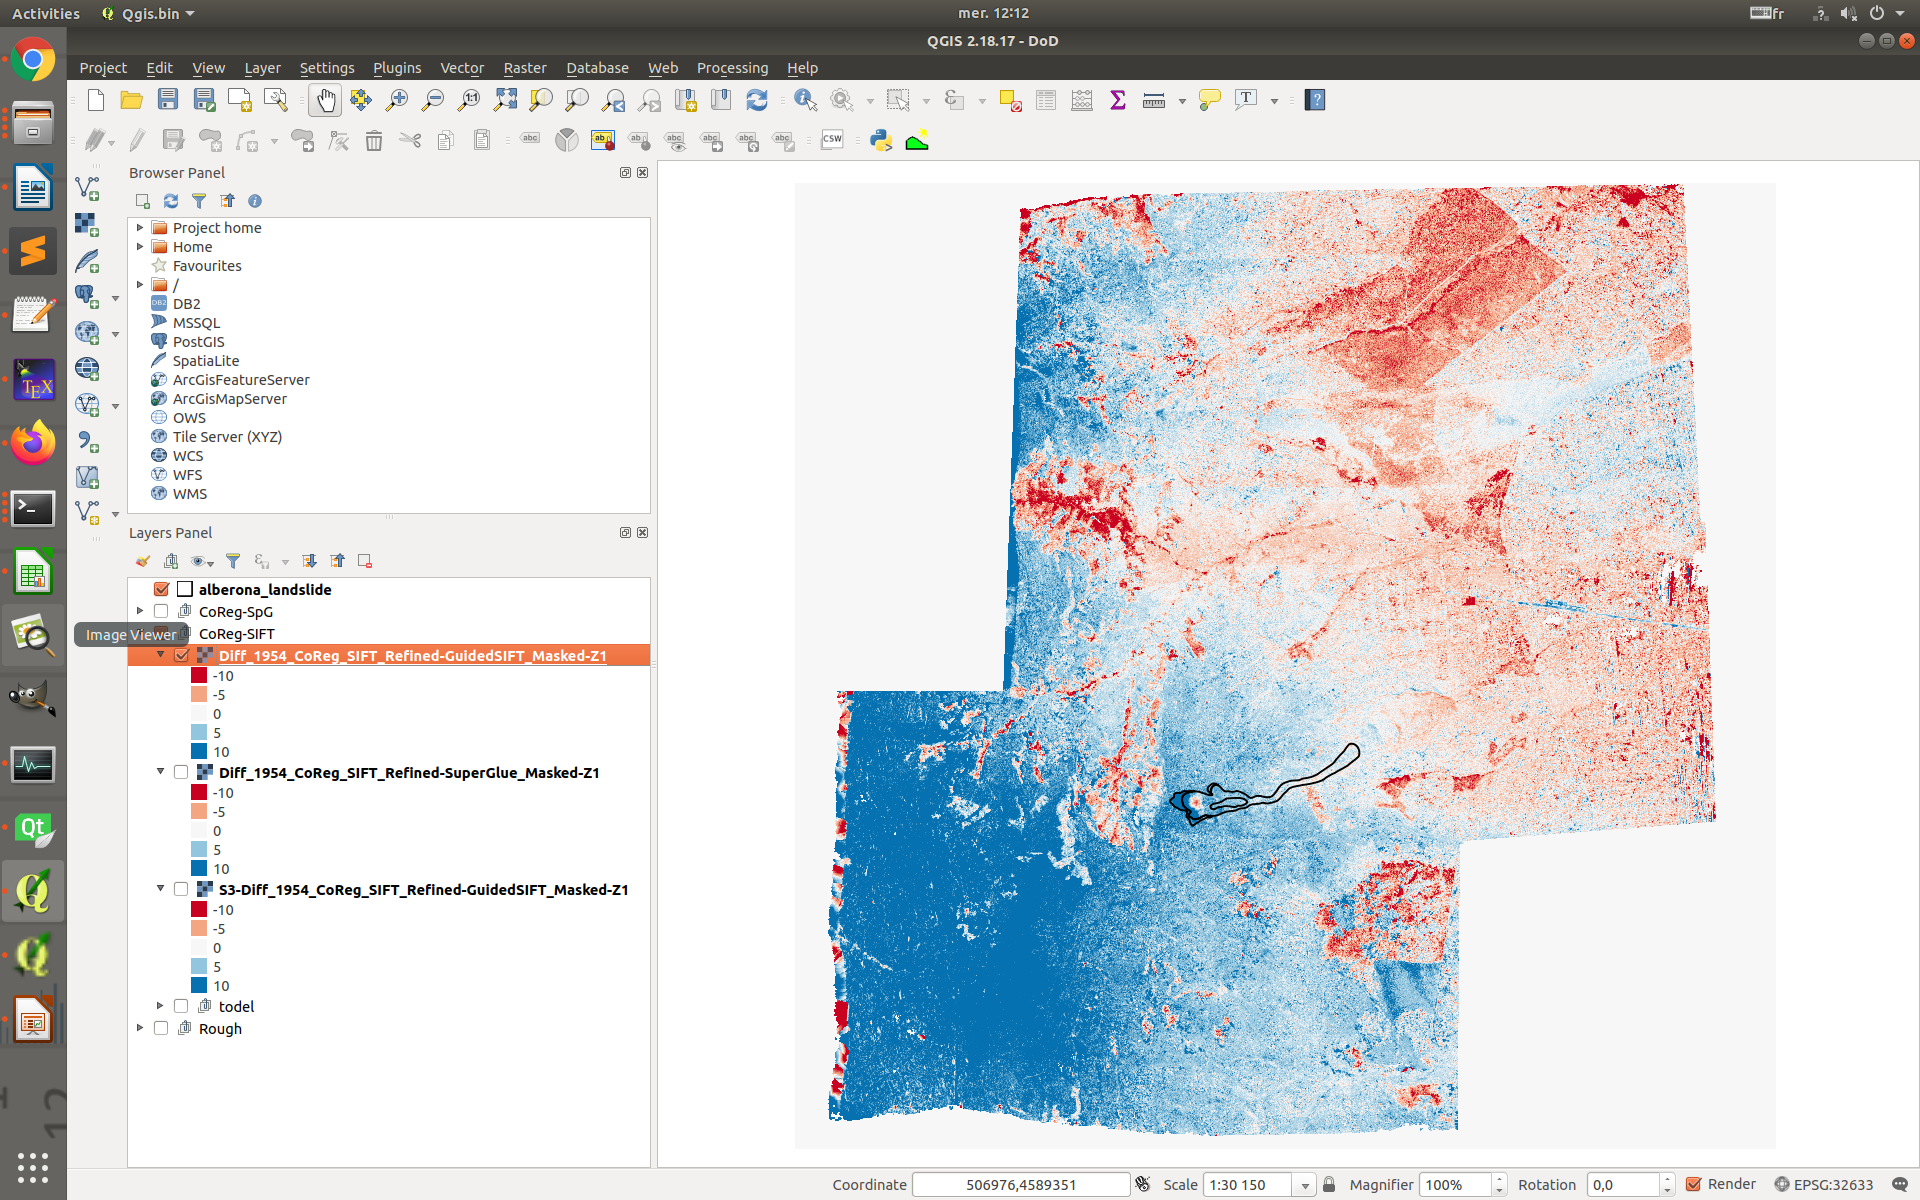 Activities
Qgis.bin
mer. 12:12
fr
QGIS 2.18.17 - DoD
Project Edit View Layer Settings Plugins Vector Raster Database Web Processing Help
Browser Panel
Project home
Home
Favourites
/
DB2
MSSQL
PostGIS
SpatiaLite
ArcGisFeatureServer
ArcGisMapServer
OWS
Tile Server (XYZ)
WCS
WFS
WMS
Layers Panel
alberona_landslide
CoReg-SpG
Image Viewer
CoReg-SIFT
Diff_1954_CoReg_SIFT_Refined-GuidedSIFT_Masked-Z1
-10
-5
0
5
10
Diff_1954_CoReg_SIFT_Refined-SuperGlue_Masked-Z1
-10
-5
0
5
10
S3-Diff_1954_CoReg_SIFT_Refined-GuidedSIFT_Masked-Z1
-10
-5
0
5
10
todel
Rough
Coordinate 506976,4589351 Scale 1:30 150 Magnifier 100% Rotation 0,0 Render EPSG:32633